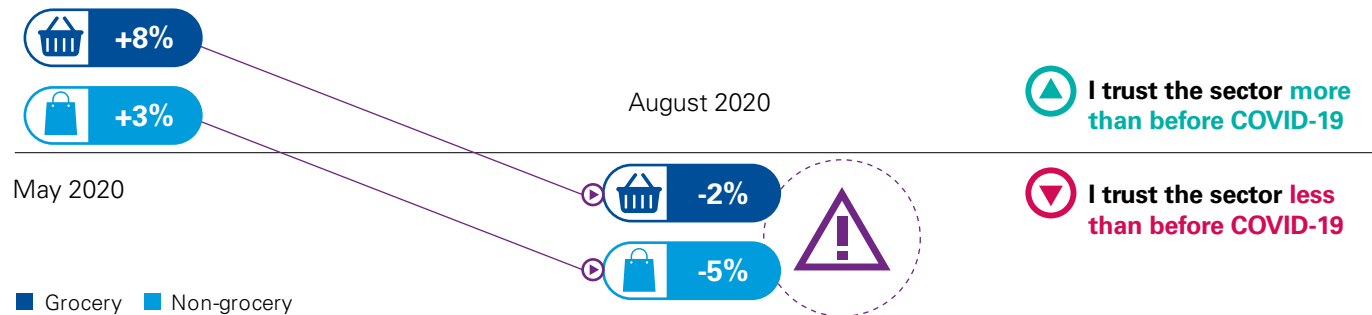 +8%
+3%
August 2020
May 2020
-2%
-5%
I trust the sector more
than before COVID-19
I trust the sector less
than before COVID-19
Grocery
Non-grocery